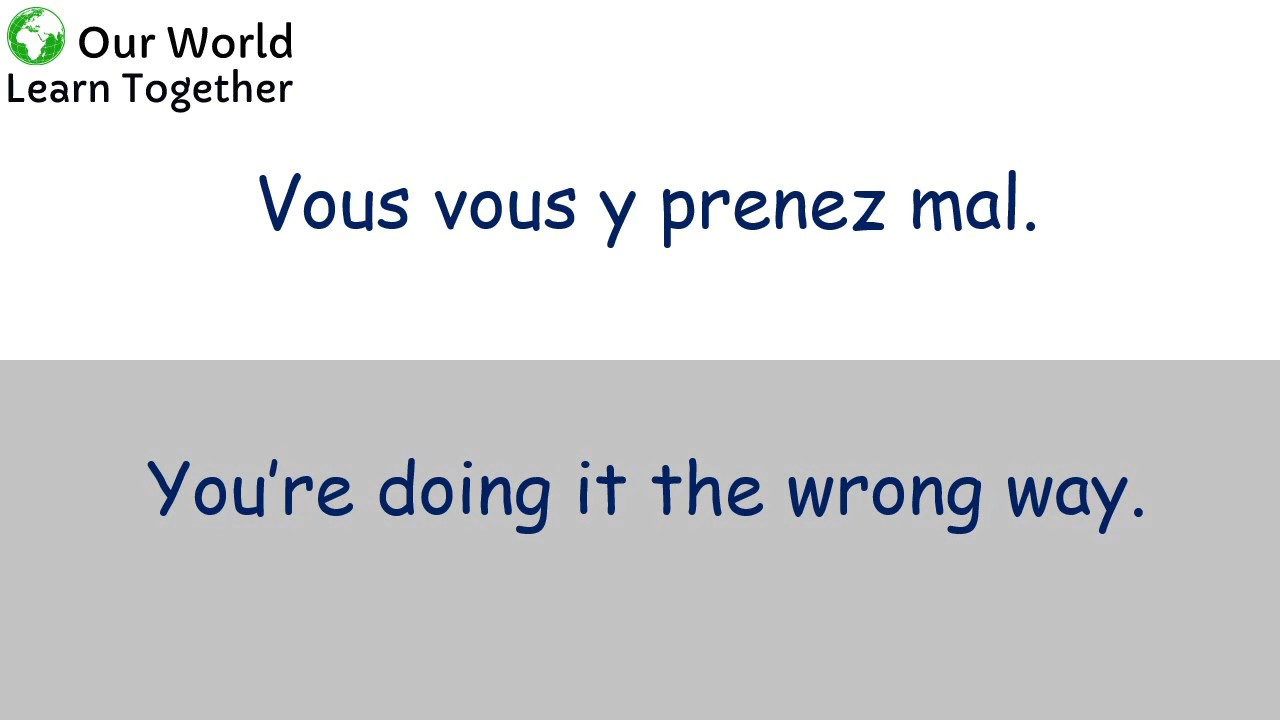 Our World
Learn Together
Vous vous y prenez mal.
You're doing it the wrong way.